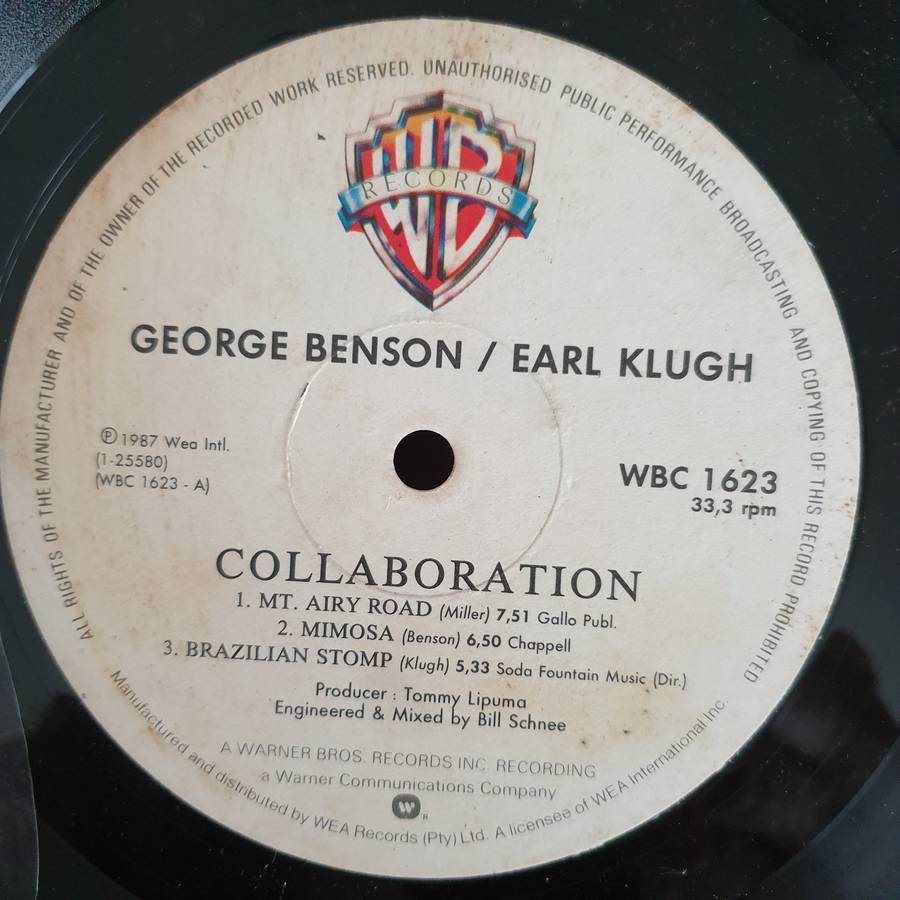 ALL RIGHTS OF THE MANUFACTURER AND OF THE OWNER OF THE RECORDED WORK RESERVED. UNAUTHORISED PUBLIC PERFORMANCE BROADCASTING AND COPYING OF THIS RECORD PROHIBITED
WB
RECORDS
GEORGE BENSON / EARL KLUGH
℗ 1987 Wea Intl.
(1-25580)
(WBC 1623 - A)
WBC 1623
33,3 rpm
COLLABORATION
1. MT. AIRY ROAD (Miller) 7,51 Gallo Publ.
2. MIMOSA (Benson) 6,50 Chappell
3. BRAZILIAN STOMP (Klugh) 5,33 Soda Fountain Music (Dir.)
Producer : Tommy Lipuma
Engineered & Mixed by Bill Schnee
A WARNER BROS. RECORDS INC. RECORDING
a Warner Communications Company
W R
Manufactured and distributed by WEA Records (Pty) Ltd. A licensee of WEA International Inc.